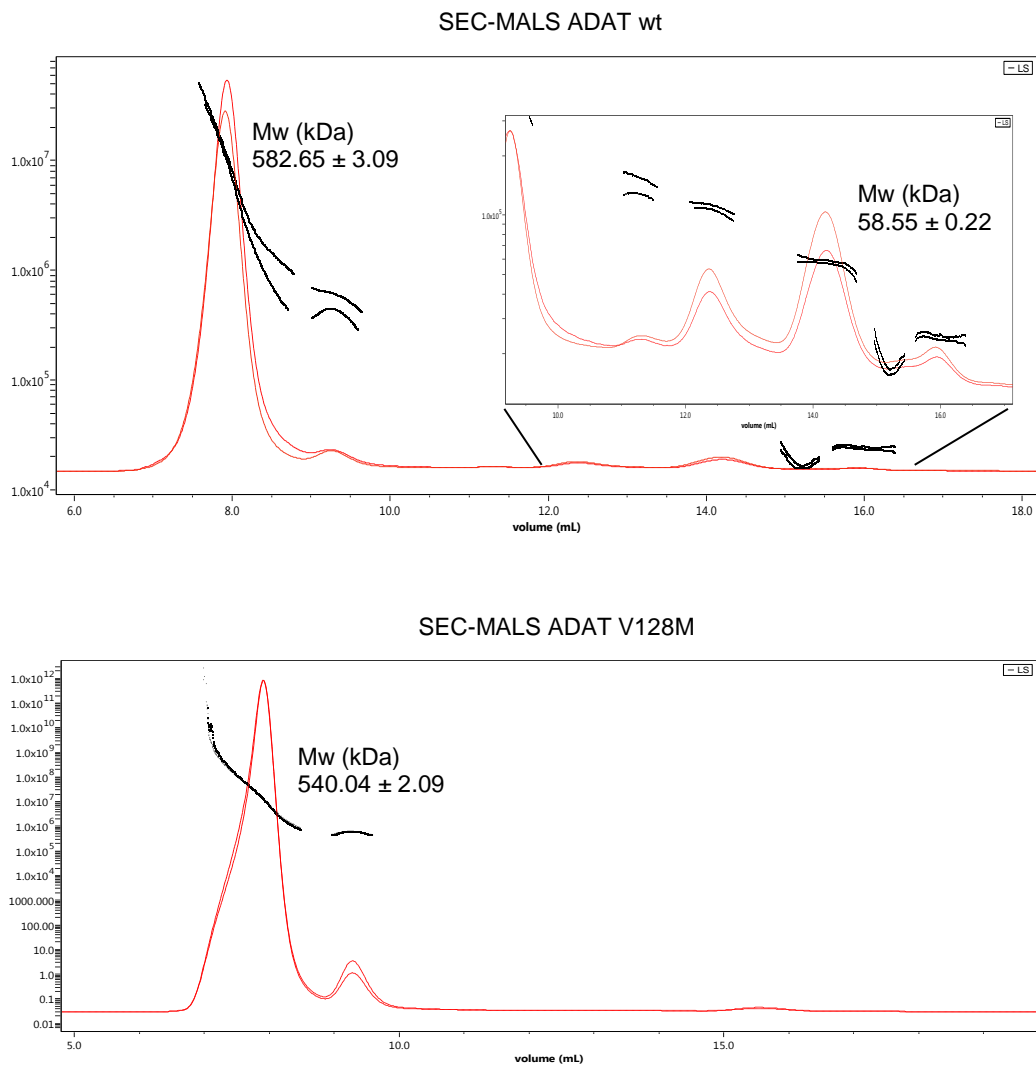 SEC-MALS ADAT wt
– LS
Mw (kDa)
582.65 ± 3.09
– LS
Mw (kDa)
58.55 ± 0.22
1.0x10^5
10.0 12.0 14.0 16.0
volume (mL)
1.0x10^7
1.0x10^6
1.0x10^5
1.0x10^4
6.0 8.0 10.0 12.0 14.0 16.0 18.0
volume (mL)
SEC-MALS ADAT V128M
– LS
Mw (kDa)
540.04 ± 2.09
1.0x10^12
1.0x10^11
1.0x10^10
1.0x10^9
1.0x10^8
1.0x10^7
1.0x10^6
1.0x10^5
1.0x10^4
1000.000
100.00
10.0
1.0
0.1
0.01
5.0 10.0 15.0
volume (mL)